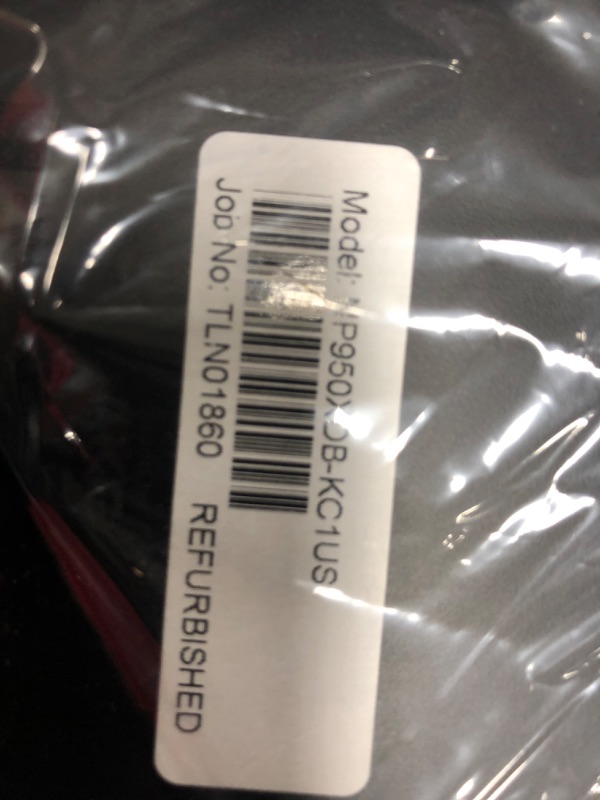 Model:
Job No: TLN01860 REFURBISHED